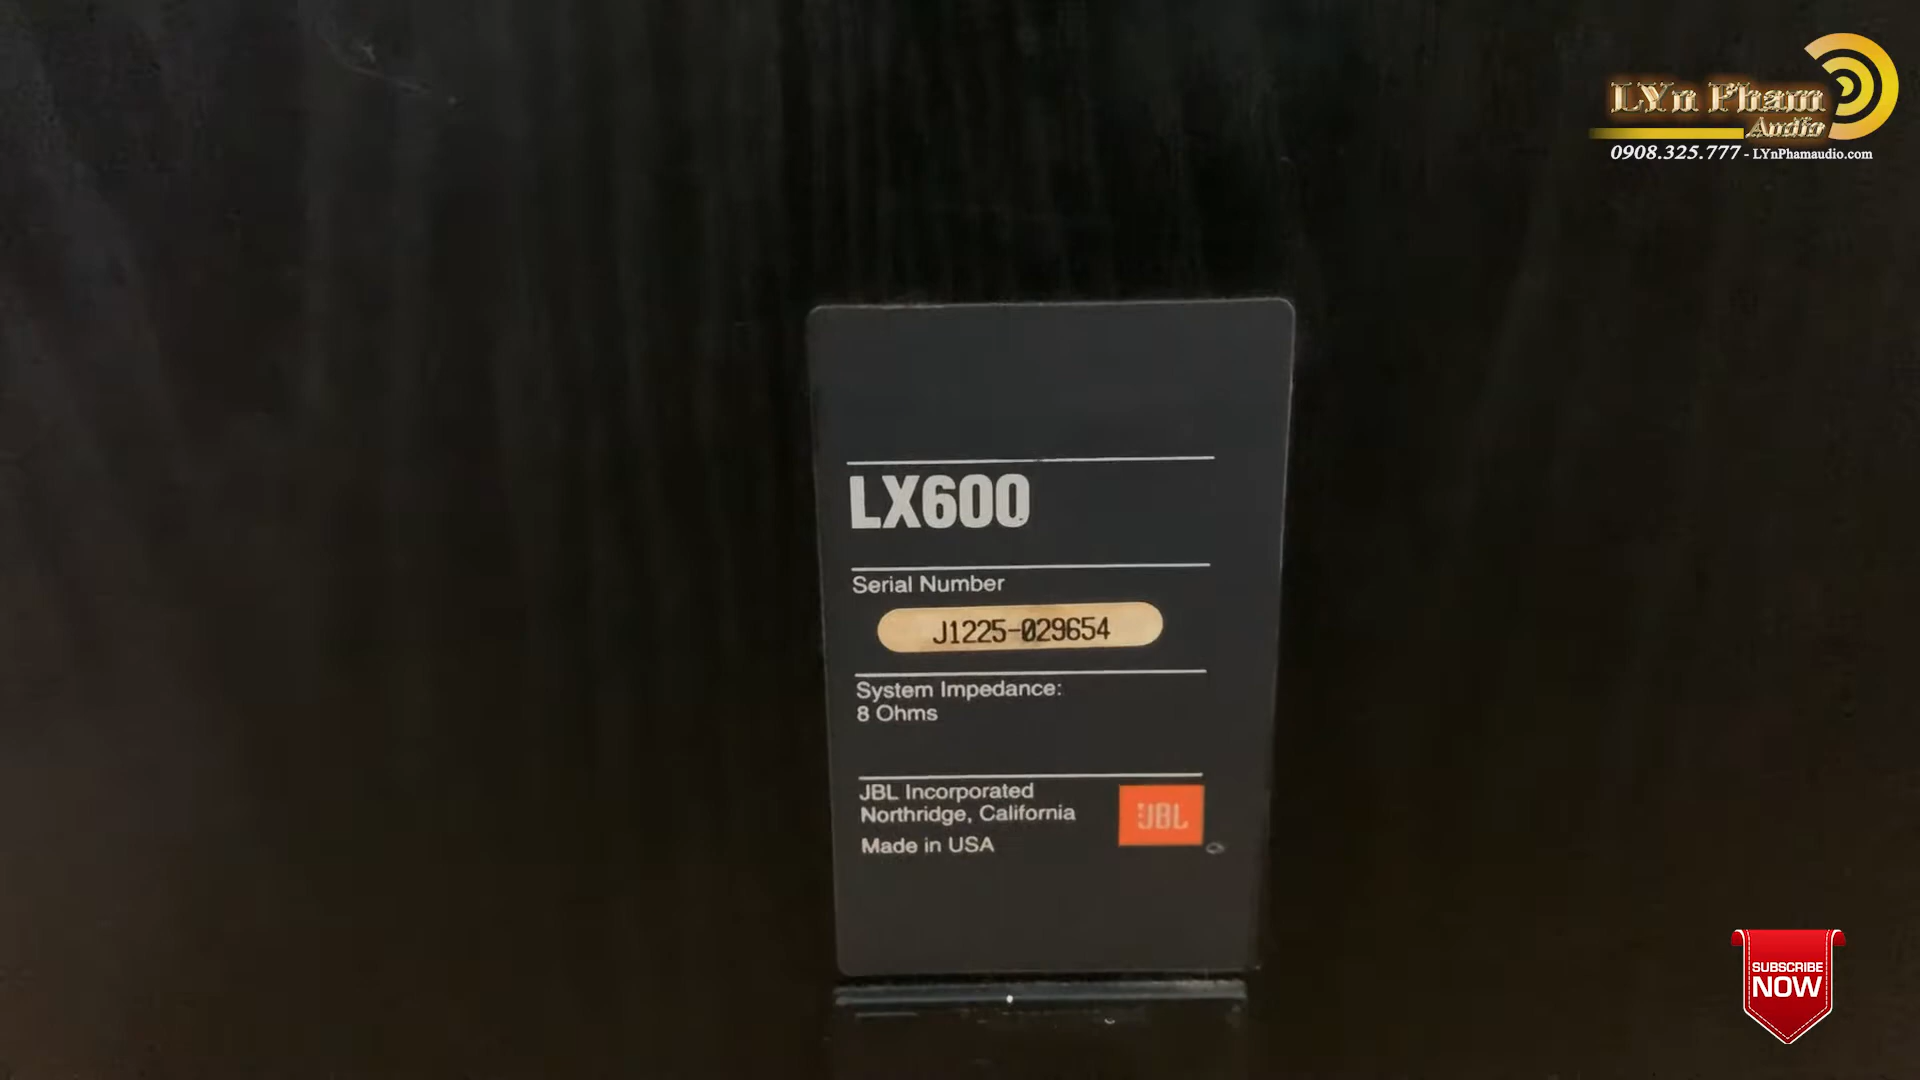 LYn Pham
Audio
0908.325.777 - LYnPhamaudio.com
LX600
Serial Number
J1225-029654
System Impedance:
8 Ohms
JBL Incorporated
Northridge, California
Made in USA
JBL
SUBSCRIBE
NOW